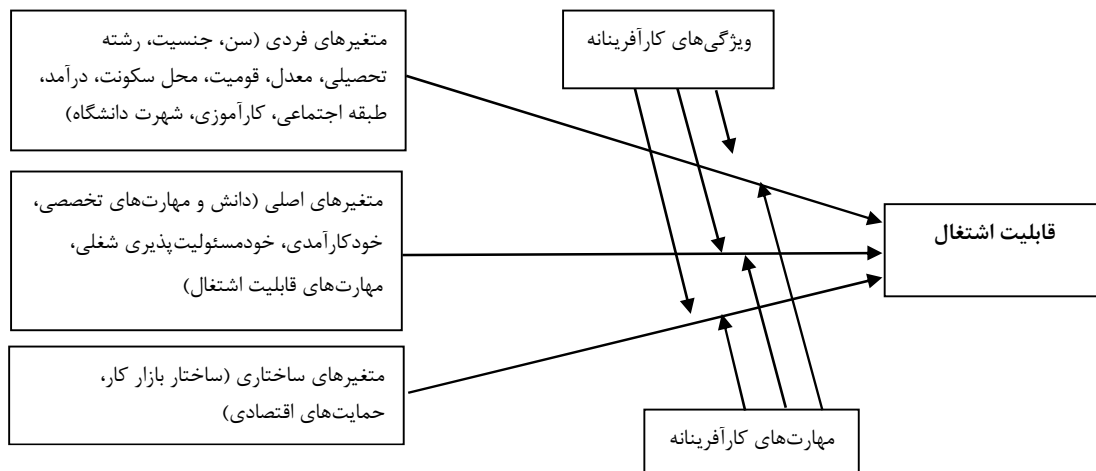 متغیرهای فردی (سن، جنسیت، رشته
تحصیلی، معدل، قومیت، محل سکونت، درآمد،
طبقه اجتماعی، کارآموزی، شهرت دانشگاه)
ویژگی‌های کارآفرینانه
متغیرهای اصلی (دانش و مهارت‌های تخصصی،
خودکارآمدی، خودمسئولیت‌پذیری شغلی،
مهارت‌های قابلیت اشتغال)
قابلیت اشتغال
متغیرهای ساختاری (ساختار بازار کار،
حمایت‌های اقتصادی)
مهارت‌های کارآفرینانه